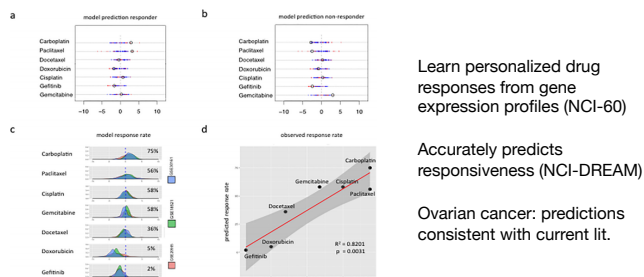 a
model prediction responder
Carboplatin
Paclitaxel
Docetaxel
Doxorubicin
Cisplatin
Gefitinib
Gemcitabine
−10 −5 0 5 10
b
model prediction non-responder
Carboplatin
Paclitaxel
Docetaxel
Doxorubicin
Cisplatin
Gefitinib
Gemcitabine
−10 −5 0 5 10
c
model response rate
Carboplatin 75%
Paclitaxel 56%
Cisplatin 58%
Gemcitabine 58%
Docetaxel 36%
Doxorubicin 5%
Gefitinib 2%
d
observed response rate
predicted response rate
Carboplatin
Gemcitabine Cisplatin
Paclitaxel
Docetaxel
Doxorubicin
Gefitinib
R² = 0.8201
p = 0.0031
Learn personalized drug
responses from gene
expression profiles (NCI-60)
Accurately predicts
responsiveness (NCI-DREAM)
Ovarian cancer: predictions
consistent with current lit.